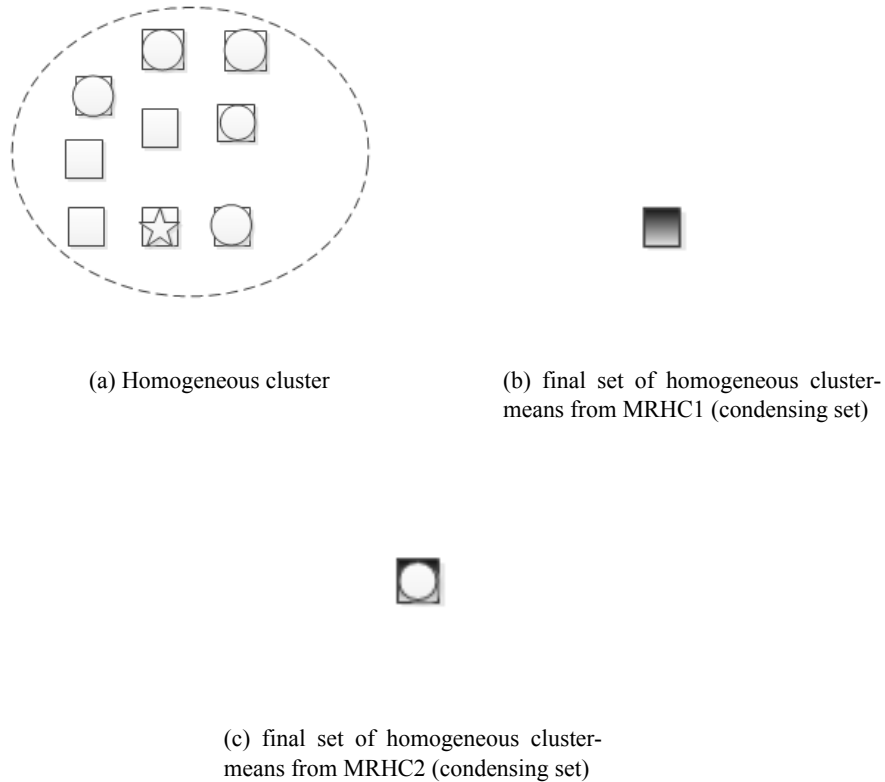 (a) Homogeneous cluster
(b) final set of homogeneous cluster-
means from MRHC1 (condensing set)
(c) final set of homogeneous cluster-
means from MRHC2 (condensing set)